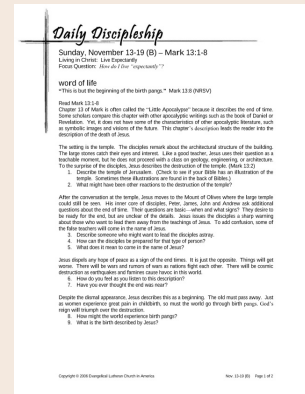 Daily Discipleship
Sunday, November 13-19 (B) – Mark 13:1-8
Living in Christ: Live Expectantly
Focus Question: How do I live “expectantly”?
word of life
“This is but the beginning of the birth pangs.” Mark 13:8 (NRSV)
Read Mark 13:1-8
Chapter 13 of Mark is often called the “Little Apocalypse” because it describes the end of time.
Some scholars compare this chapter with other apocalyptic writings such as the book of Daniel or
Revelation. Yet, it does not have some of the characteristics of other apocalyptic literature, such
as symbolic images and visions of the future. This chapter’s description leads the reader into the
description of the death of Jesus.
The setting is the temple. The disciples remark about the architectural structure of the building.
The large stones catch their eyes and interest. Like a good teacher, Jesus uses their question as a
teachable moment, but he does not proceed with a class on geology, engineering, or architecture.
To the surprise of the disciples, Jesus describes the destruction of the temple. (Mark 13:2)
1. Describe the temple of Jerusalem. (Check to see if your Bible has an illustration of the
temple. Sometimes these illustrations are found in the back of Bibles.)
2. What might have been other reactions to the destruction of the temple?
After the conversation at the temple, Jesus moves to the Mount of Olives where the large temple
could still be seen. His inner core of disciples, Peter, James, John and Andrew ask additional
questions about the end of time. Their questions are basic—when and what signs? They desire to
be ready for the end, but are unclear of the details. Jesus issues the disciples a sharp warning
about those who want to lead them away from the teachings of Jesus. To add confusion, some of
the false teachers will come in the name of Jesus.
3. Describe someone who might want to lead the disciples astray.
4. How can the disciples be prepared for that type of person?
5. What does it mean to come in the name of Jesus?
Jesus dispels any hope of peace as a sign of the end times. It is just the opposite. Things will get
worse. There will be wars and rumors of wars as nations fight each other. There will be cosmic
destruction as earthquakes and famines cause havoc in this world.
6. How do you feel as you listen to this description?
7. Have you ever thought the end was near?
Despite the dismal appearance, Jesus describes this as a beginning. The old must pass away. Just
as women experience great pain in childbirth, so must the world go through birth pangs. God’s
reign will triumph over the destruction.
8. How might the world experience birth pangs?
9. What is the birth described by Jesus?
Copyright © 2006 Evangelical Lutheran Church in America
Nov. 13-19 (B) Page 1 of 2